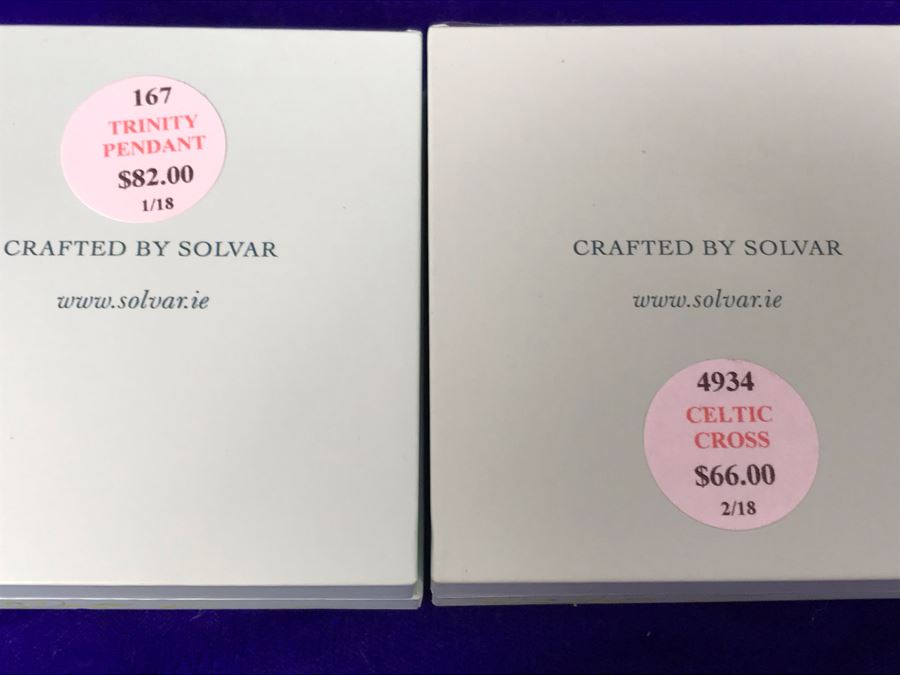 167
TRINITY
PENDANT
$82.00
1/18
CRAFTED BY SOLVAR
www.solvar.ie
CRAFTED BY SOLVAR
www.solvar.ie
4934
CELTIC
CROSS
$66.00
2/18